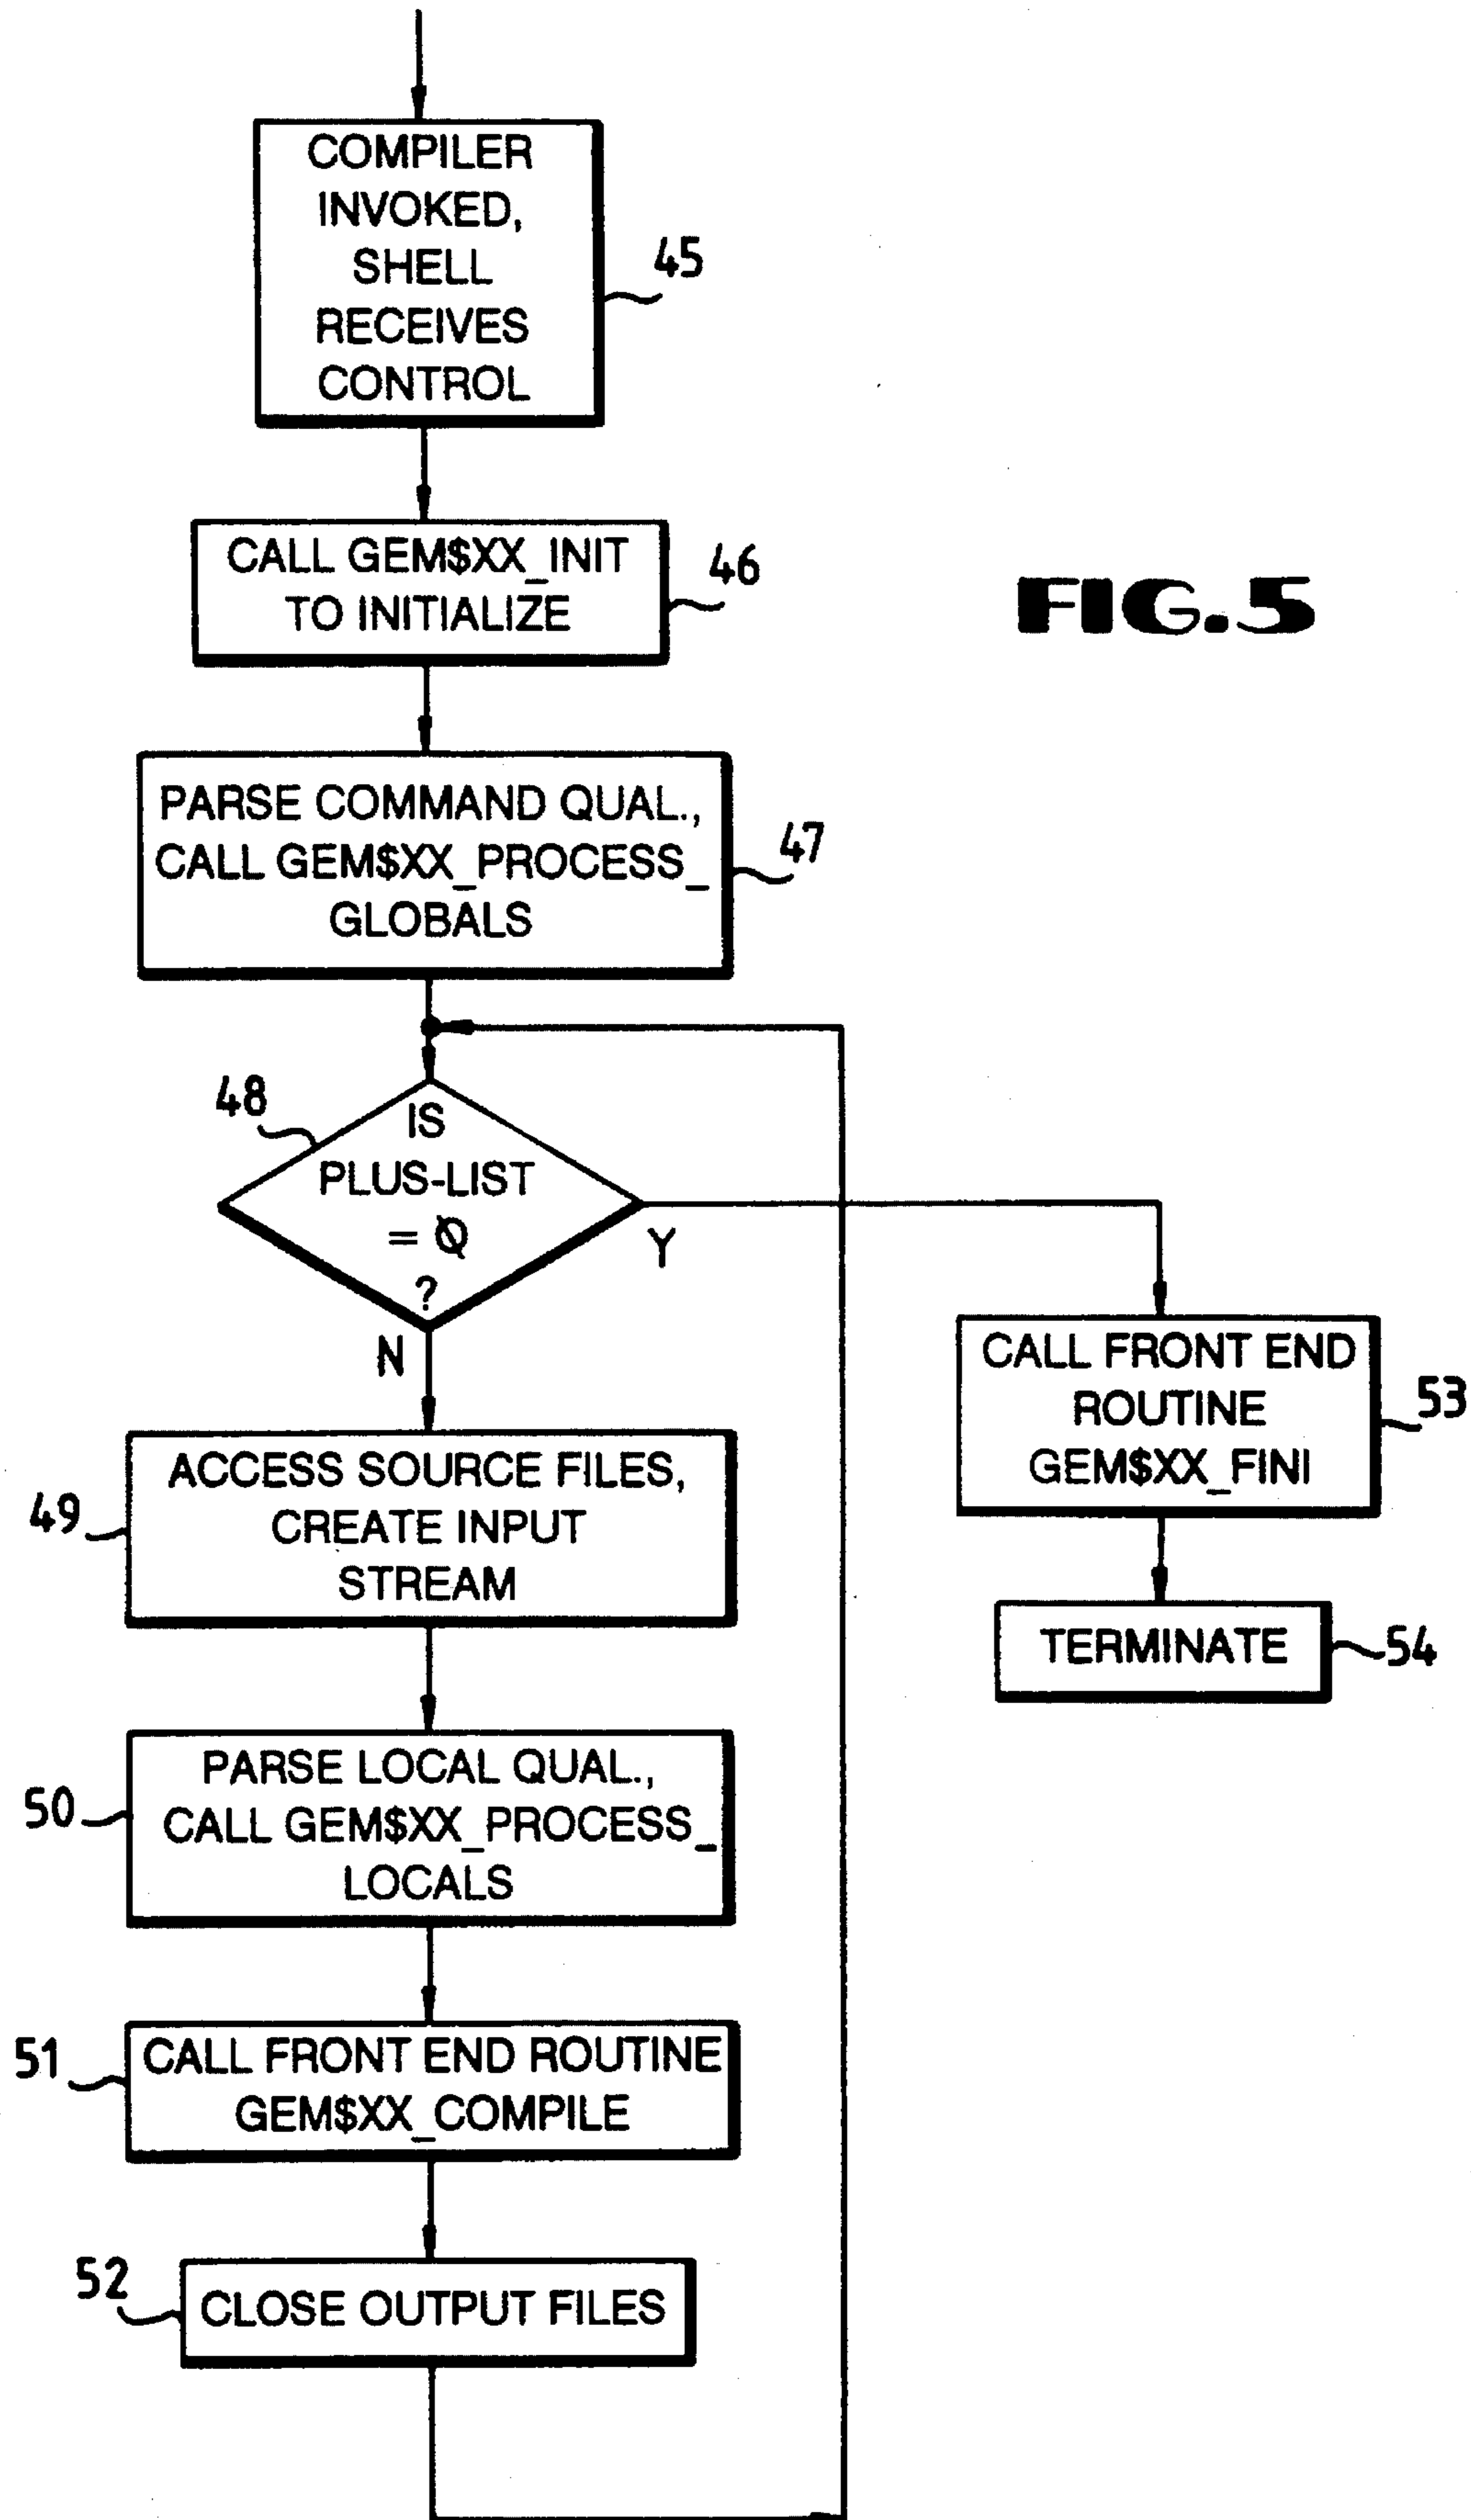 COMPILER
INVOKED,
SHELL
RECEIVES
CONTROL
45
CALL GEM$XX_INIT
TO INITIALIZE
46
FIG.5
PARSE COMMAND QUAL.,
CALL GEM$XX_PROCESS_
GLOBALS
47
48
IS
PLUS-LIST
= Ø
?
Y
N
CALL FRONT END
ROUTINE
GEM$XX_FINI
53
ACCESS SOURCE FILES,
CREATE INPUT
STREAM
49
TERMINATE
54
PARSE LOCAL QUAL.,
CALL GEM$XX_PROCESS_
LOCALS
50
51
CALL FRONT END ROUTINE
GEM$XX_COMPILE
52
CLOSE OUTPUT FILES